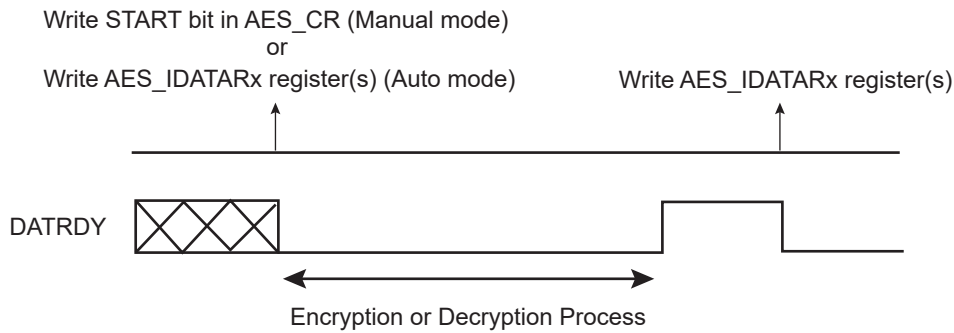 Write START bit in AES_CR (Manual mode)
or
Write AES_IDATARx register(s) (Auto mode)
Write AES_IDATARx register(s)
DATRDY
Encryption or Decryption Process